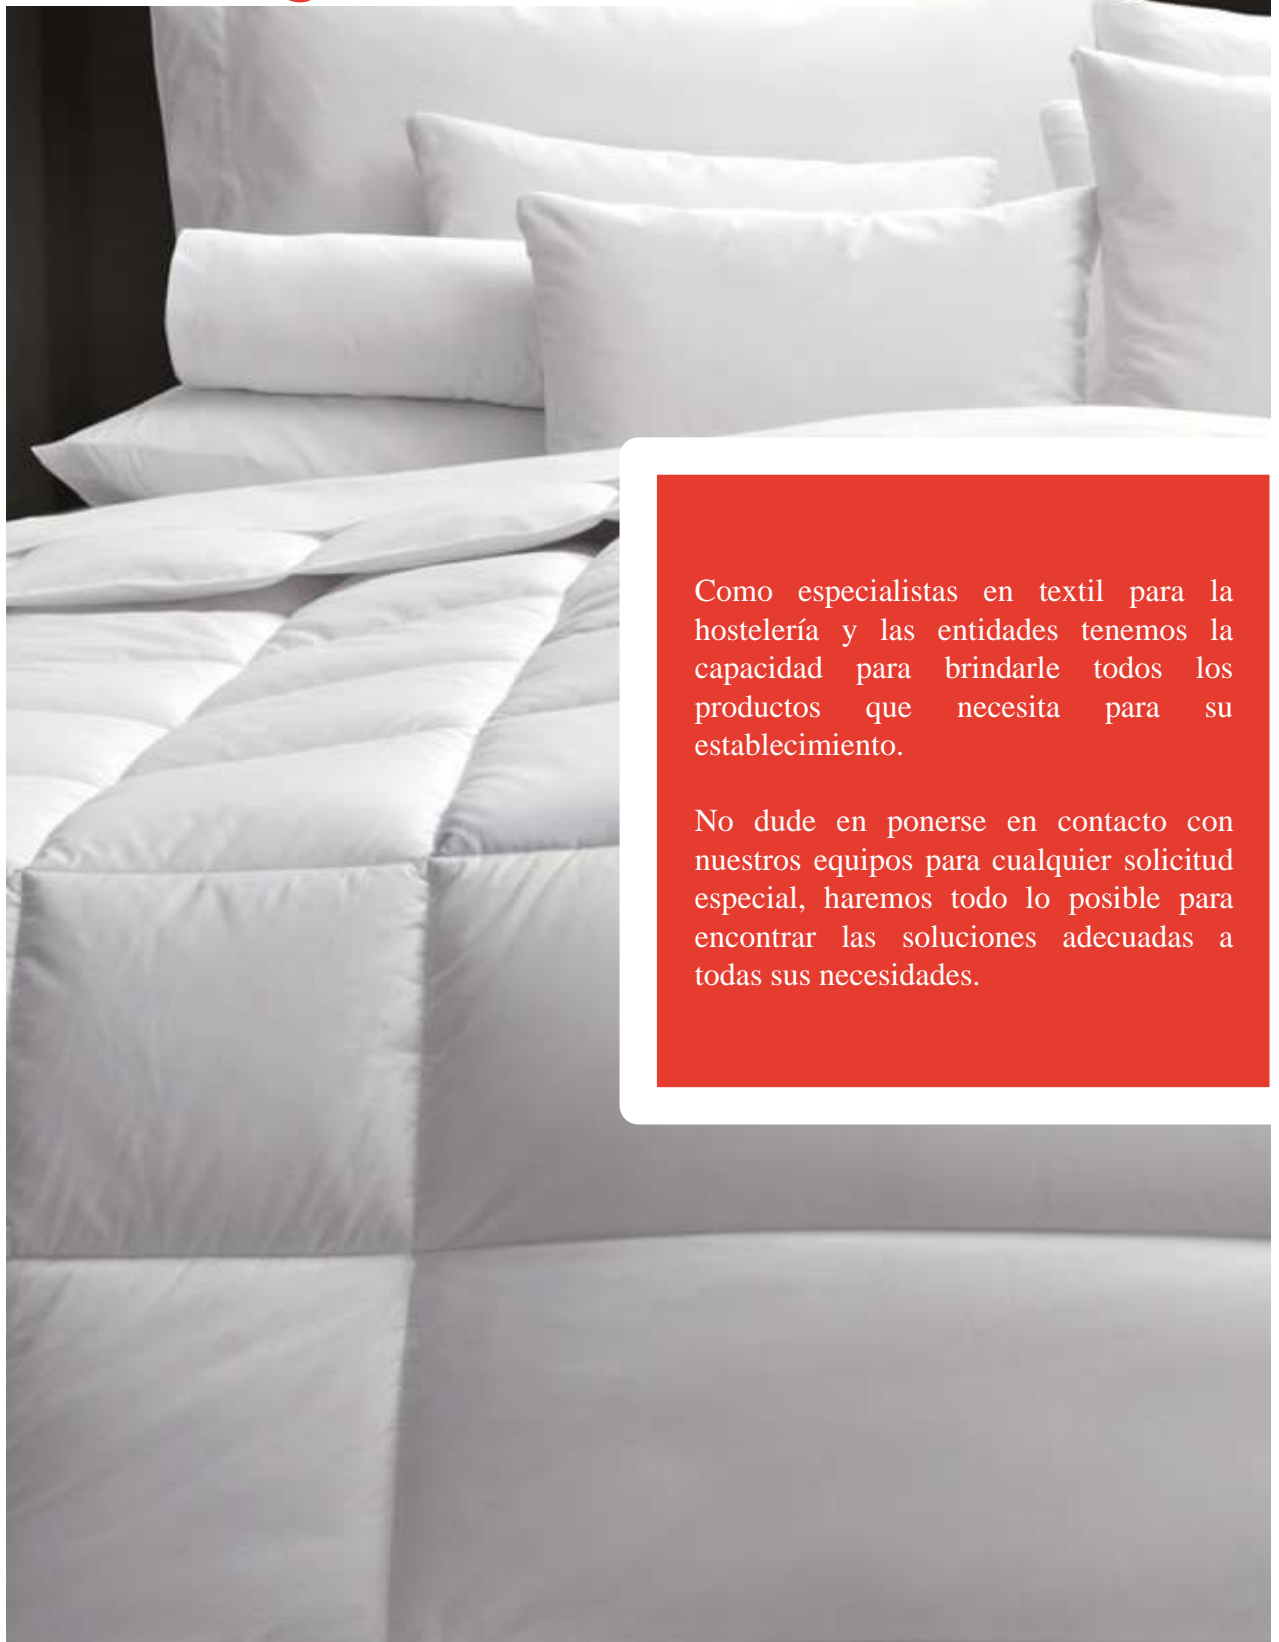 Como especialistas en textil para la
hostelería y las entidades tenemos la
capacidad para brindarle todos los
productos que necesita para su
establecimiento.
No dude en ponerse en contacto con
nuestros equipos para cualquier solicitud
especial, haremos todo lo posible para
encontrar las soluciones adecuadas a
todas sus necesidades.